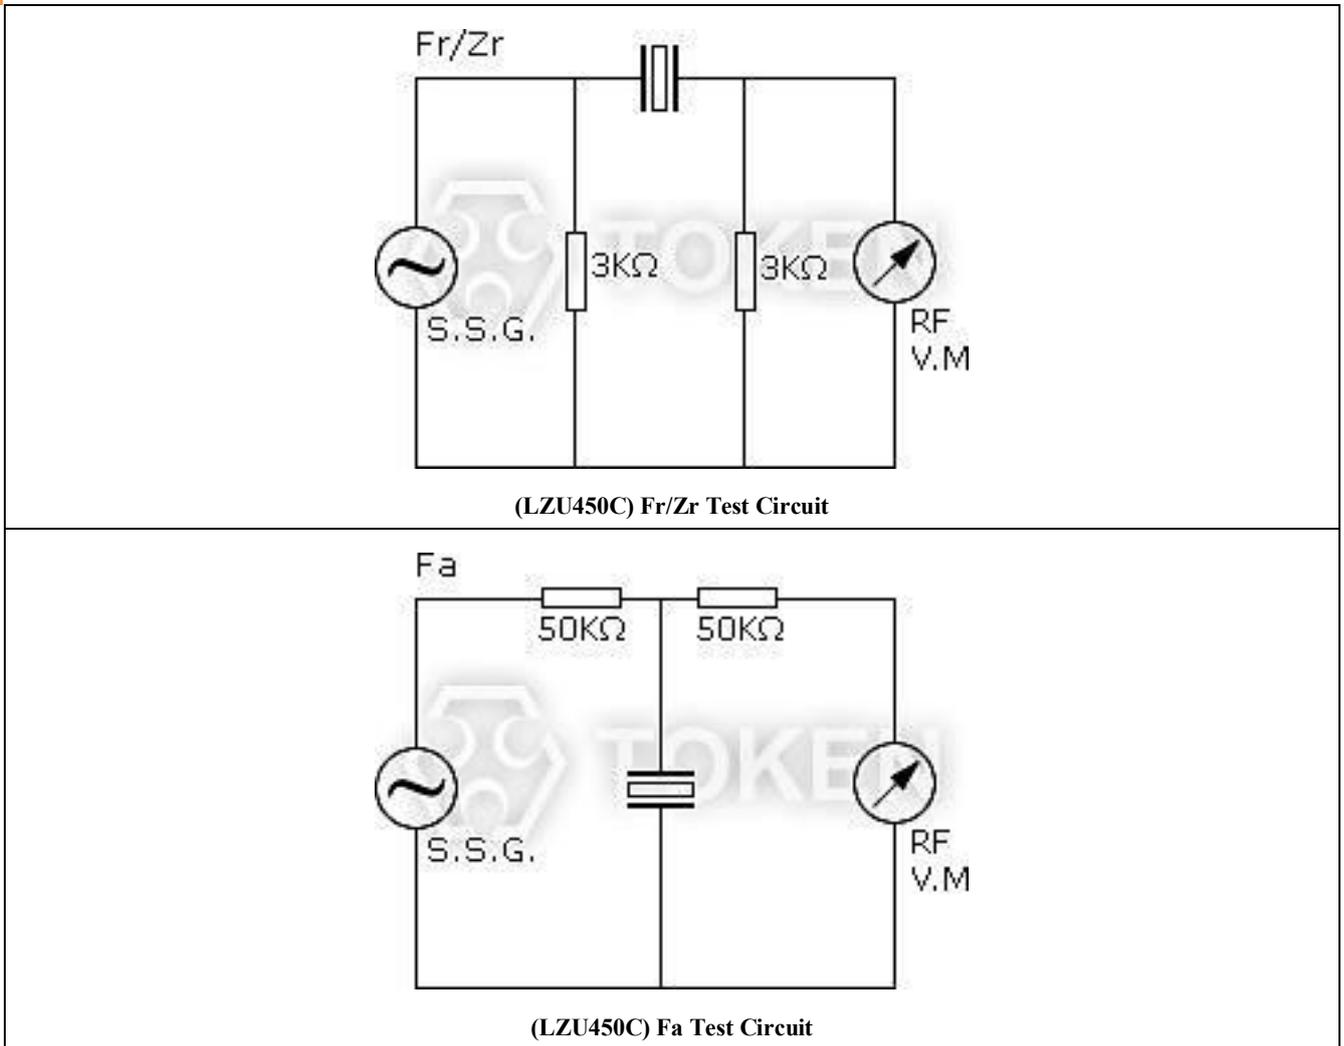 Fr/Zr
TOKEN
3KΩ
3KΩ
S.S.G.
RF
V.M
(LZU450C) Fr/Zr Test Circuit
Fa
50KΩ
50KΩ
TOKEN
S.S.G.
RF
V.M
(LZU450C) Fa Test Circuit